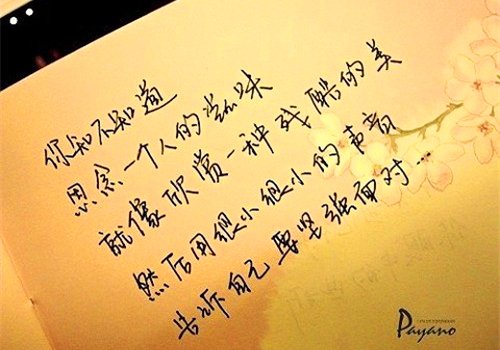 你知不知道
思念一个人的滋味
就像欣赏一种残酷的美
然后用很小很小的声音
告诉自己要坚强面对…
Payano